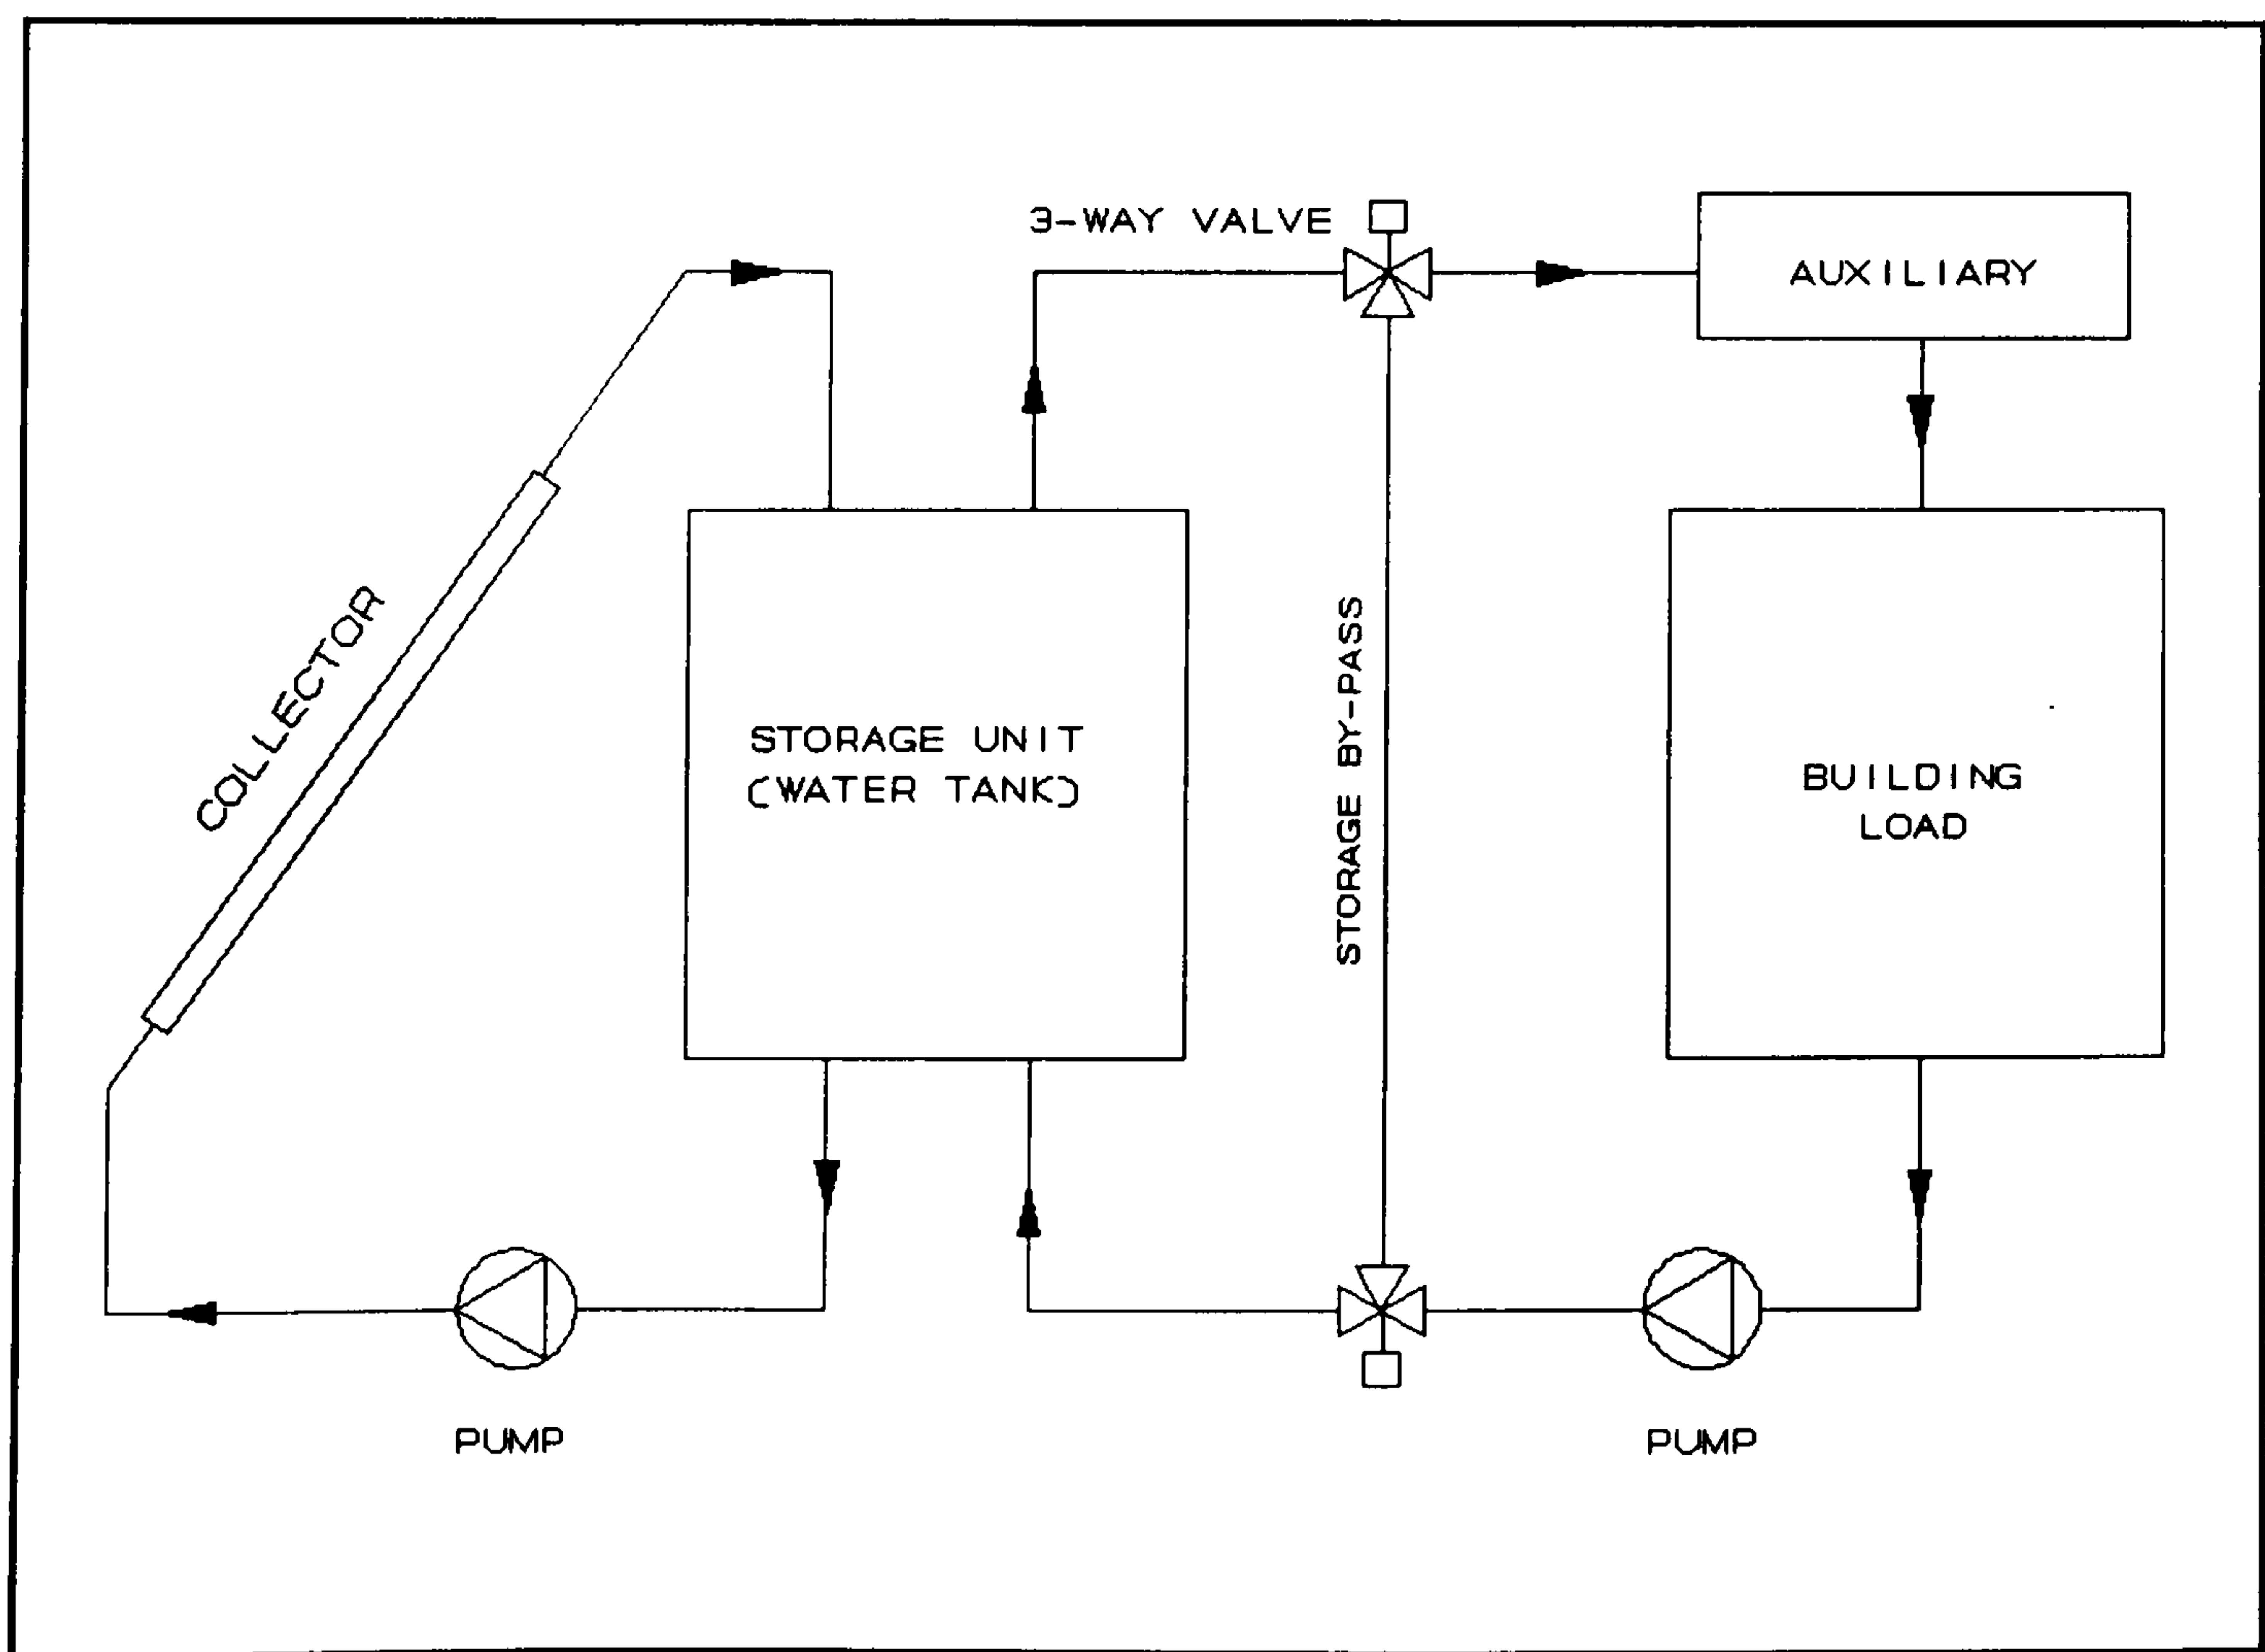 3-WAY VALVE
AUXILIARY
COLLECTOR
STORAGE UNIT
(WATER TANK)
STORAGE BY-PASS
BUILDING
LOAD
PUMP
PUMP